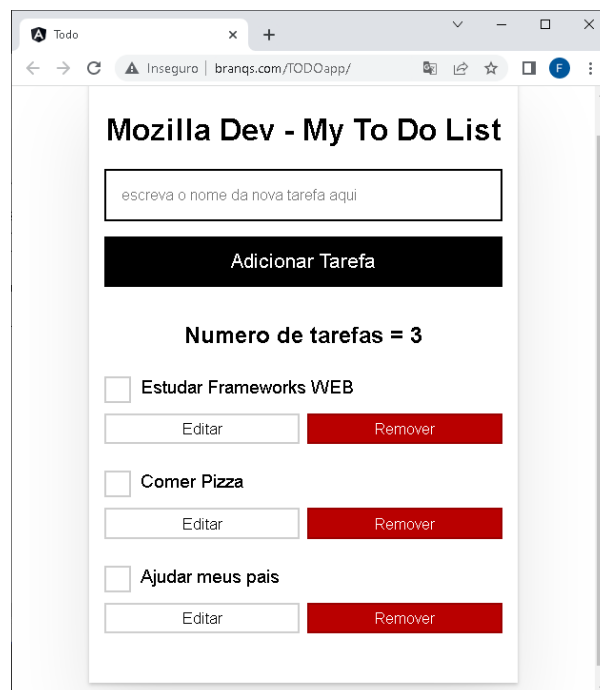 Todo
Inseguro | branqs.com/TODOapp/
F
Mozilla Dev - My To Do List
escreva o nome da nova tarefa aqui
Adicionar Tarefa
Numero de tarefas = 3
Estudar Frameworks WEB
Editar Remover
Comer Pizza
Editar Remover
Ajudar meus pais
Editar Remover